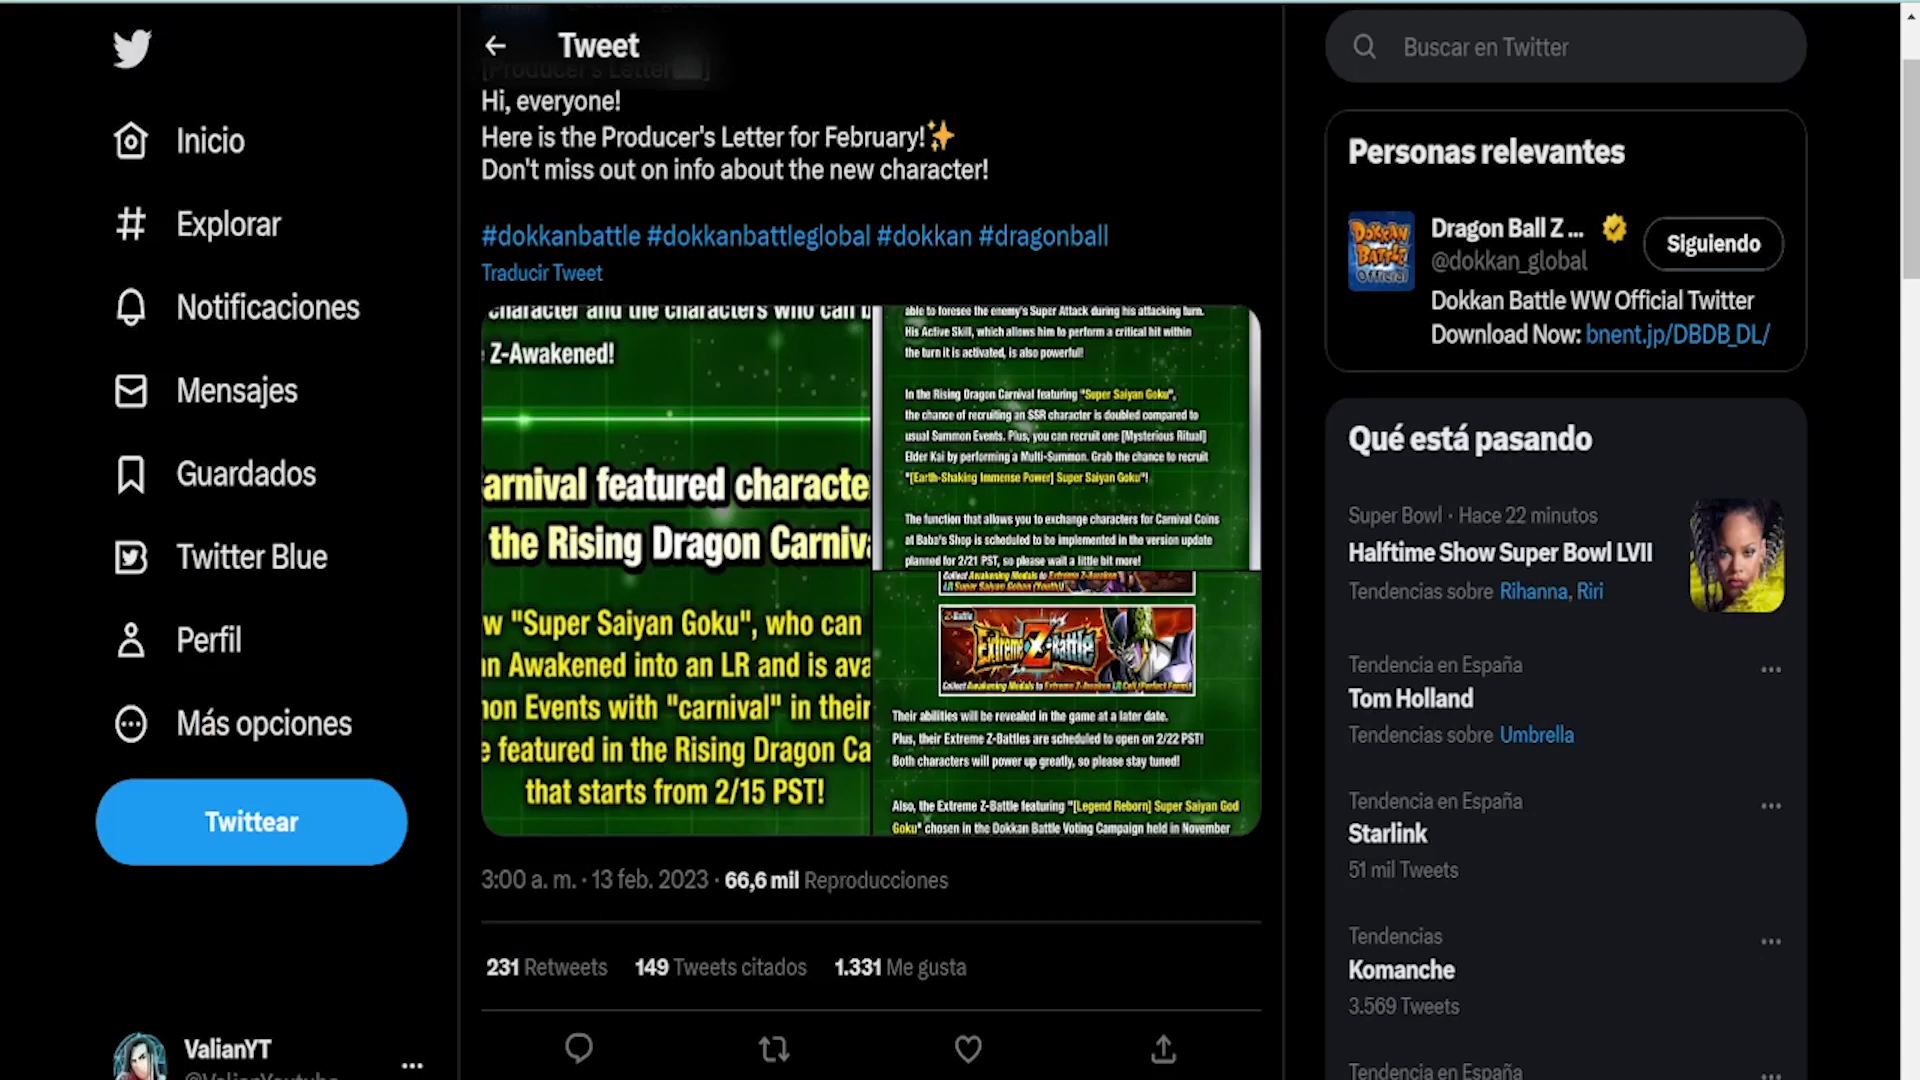 Tweet
[Producer's Letter
Hi, everyone!
Here is the Producer's Letter for February!✨
Don't miss out on info about the new character!
#dokkanbattle #dokkanbattleglobal #dokkan #dragonball
Traducir Tweet
character and the characters who can b
Z-Awakened!
arnival featured characte
the Rising Dragon Carniva
w "Super Saiyan Goku", who can
n Awakened into an LR and is ava
on Events with "carnival" in their
e featured in the Rising Dragon Ca
that starts from 2/15 PST!
able to foresee the enemy's Super Attack during his attacking turn.
His Active Skill, which allows him to perform a critical hit within
the turn it is activated, is also powerful!
In the Rising Dragon Carnival featuring "Super Saiyan Goku",
the chance of recruiting an SSR character is doubled compared to
usual Summon Events. Plus, you can recruit one [Mysterious Ritual]
Elder Kai by performing a Multi-Summon. Grab the chance to recruit
"[Earth-Shaking Immense Power] Super Saiyan Goku"!
The function that allows you to exchange characters for Carnival Coins
at Baba's Shop is scheduled to be implemented in the version update
planned for 2/21 PST, so please wait a little bit more!
Collect Awakening Medals to Extreme Z-Awaken
LR Super Saiyan Gohan (Youth)!
Z-Battle
Extreme Z-Battle
Collect Awakening Medals to Extreme Z-Awaken LR Cell (Perfect Form)!
Their abilities will be revealed in the game at a later date.
Plus, their Extreme Z-Battles are scheduled to open on 2/22 PST!
Both characters will power up greatly, so please stay tuned!
Also, the Extreme Z-Battle featuring "[Legend Reborn] Super Saiyan God
Goku" chosen in the Dokkan Battle Voting Campaign held in November
3:00 a. m. · 13 feb. 2023 · 66,6 mil Reproducciones
231 Retweets 149 Tweets citados 1.331 Me gusta
Inicio
Explorar
Notificaciones
Mensajes
Guardados
Twitter Blue
Perfil
Más opciones
Twittear
ValianYT
@ValianYoutube
Buscar en Twitter
Personas relevantes
DOKKAN
BATTLE
Official
Dragon Ball Z ...
@dokkan_global
Siguiendo
Dokkan Battle WW Official Twitter
Download Now: bnent.jp/DBDB_DL/
Qué está pasando
Super Bowl · Hace 22 minutos
Halftime Show Super Bowl LVII
Tendencias sobre Rihanna, Riri
Tendencia en España
Tom Holland
Tendencias sobre Umbrella
Tendencia en España
Starlink
51 mil Tweets
Tendencias
Komanche
3.569 Tweets
Tendencia en España